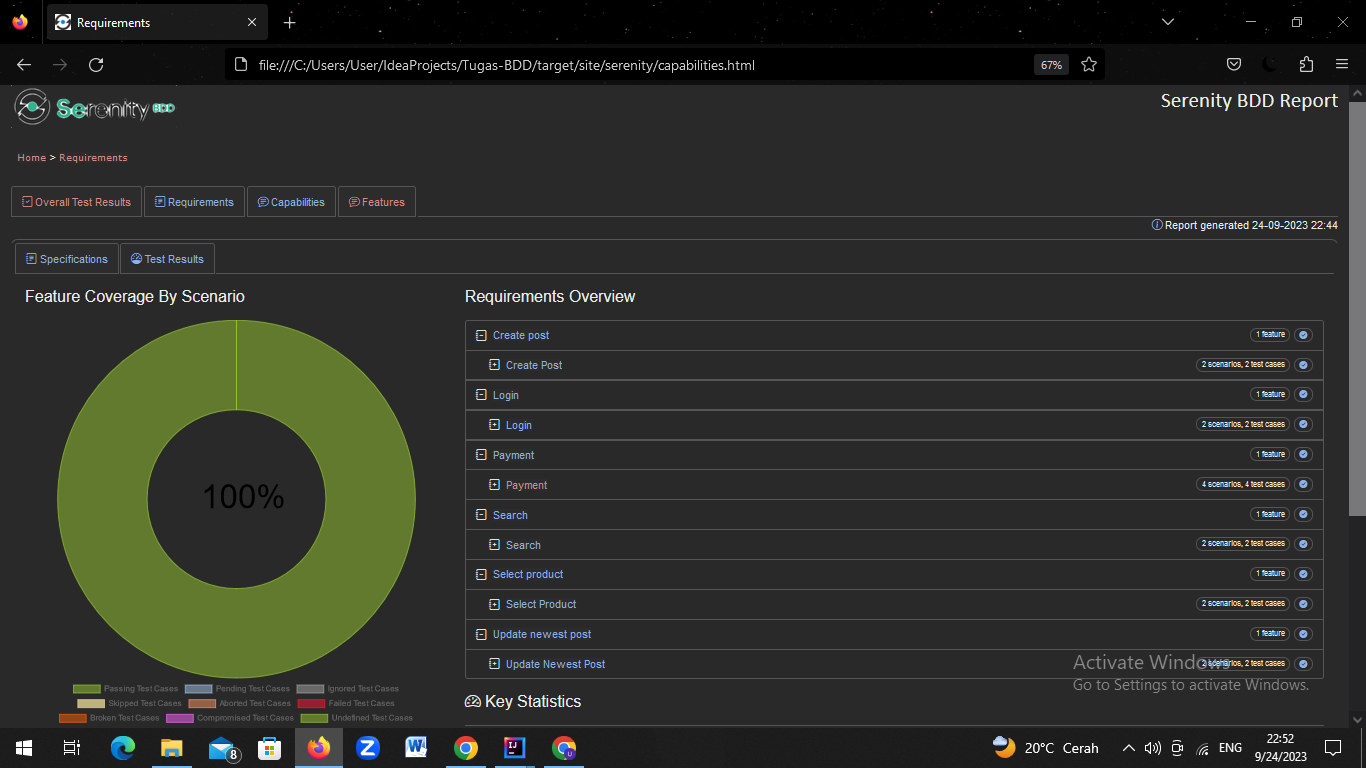 Requirements
file:///C:/Users/User/IdeaProjects/Tugas-BDD/target/site/serenity/capabilities.html
67%
Serenity BDD
Serenity BDD Report
Home > Requirements
Overall Test Results
Requirements
Capabilities
Features
Report generated 24-09-2023 22:44
Specifications
Test Results
Feature Coverage By Scenario
100%
Passing Test Cases
Pending Test Cases
Ignored Test Cases
Skipped Test Cases
Aborted Test Cases
Failed Test Cases
Broken Test Cases
Compromised Test Cases
Undefined Test Cases
Requirements Overview
Create post 1 feature
Create Post 2 scenarios, 2 test cases
Login 1 feature
Login 2 scenarios, 2 test cases
Payment 1 feature
Payment 4 scenarios, 4 test cases
Search 1 feature
Search 2 scenarios, 2 test cases
Select product 1 feature
Select Product 2 scenarios, 2 test cases
Update newest post 1 feature
Update Newest Post 2 scenarios, 2 test cases
Key Statistics
Activate Windows
Go to Settings to activate Windows.
8
Z
W
IJ
U
20°C Cerah
ENG
22:52
9/24/2023